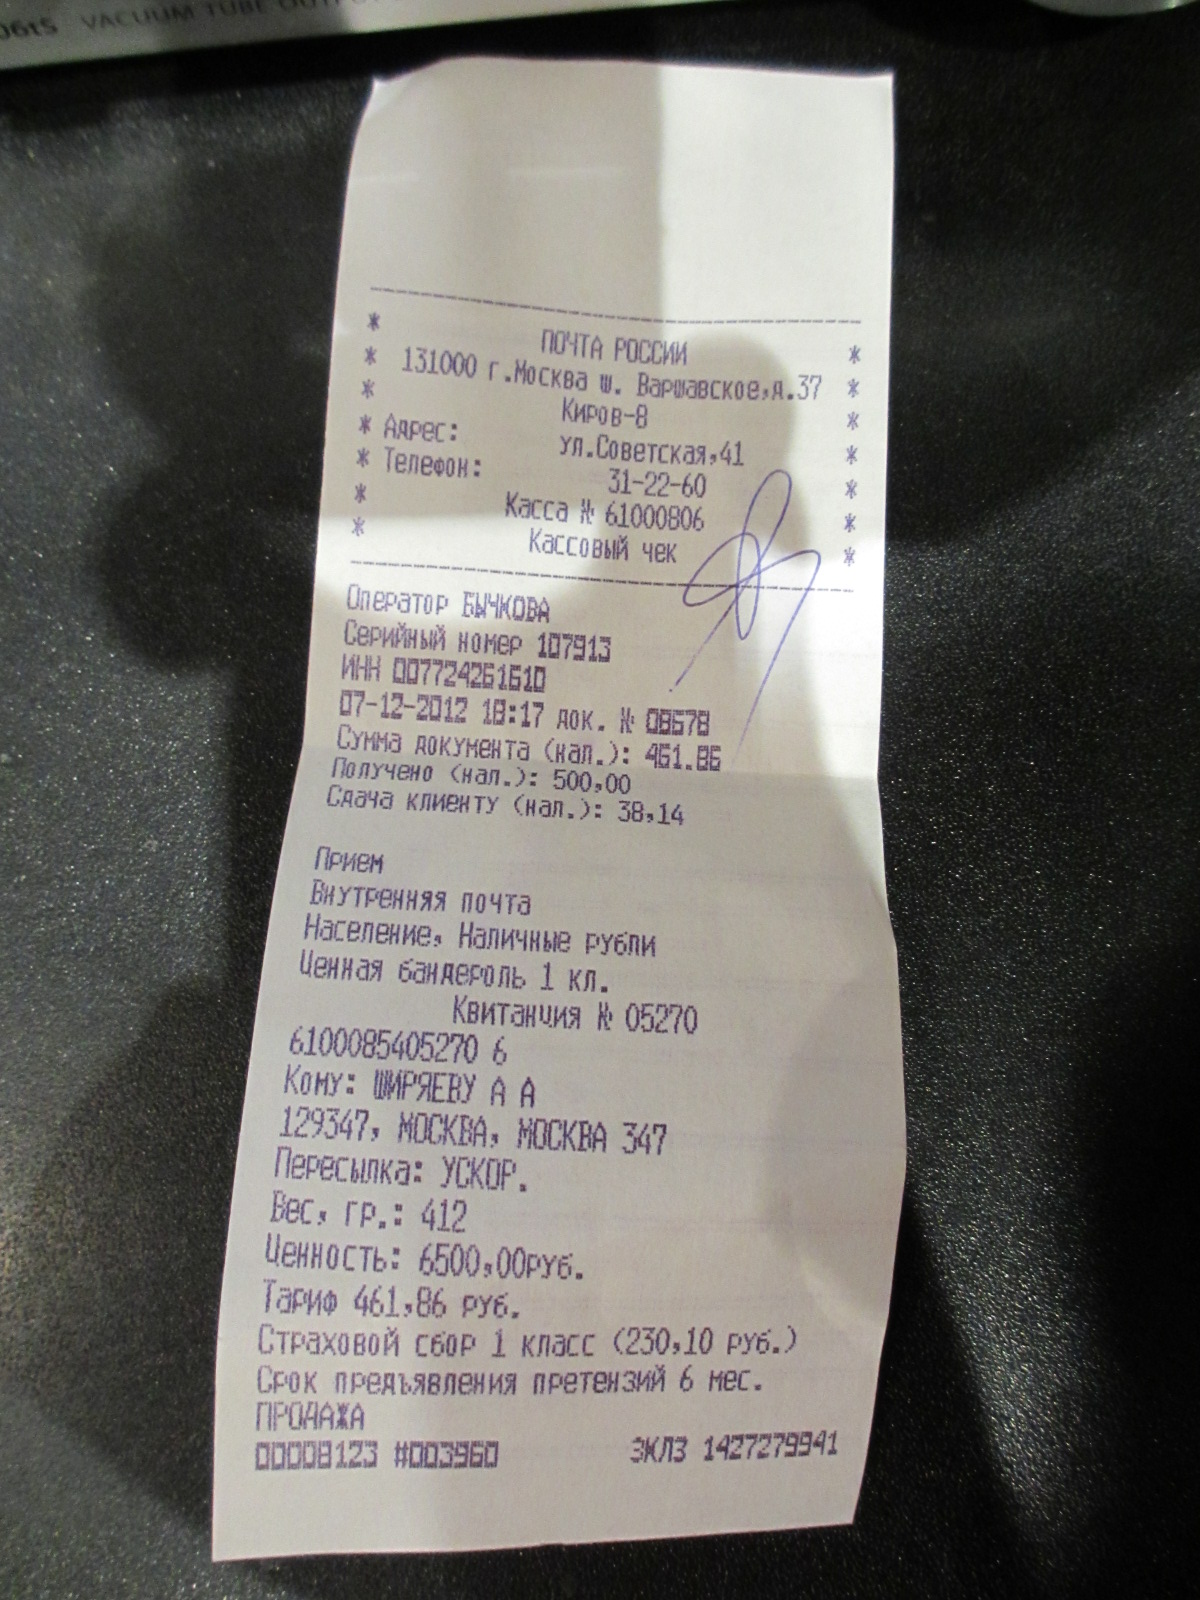 06tS VACUUM TUBE OUTPU
ПОЧТА РОССИИ
131000 г.Москва ш. Варшавское,д.37
Киров-8
Адрес: ул.Советская,41
Телефон: 31-22-60
Касса № 61000806
Кассовый чек
Оператор БЫЧКОВА
Серийный номер 107913
ИНН 007724261610
07-12-2012 18:17 док. № 08678
Сумма документа (нал.): 461.86
Получено (нал.): 500,00
Сдача клиенту (нал.): 38,14
Прием
Внутренняя почта
Население, Наличные рубли
Ценная бандероль 1 кл.
Квитанция № 05270
6100085405270 6
Кому: ШИРЯЕВУ А А
129347, МОСКВА, МОСКВА 347
Пересылка: УСКОР.
Вес, гр.: 412
Ценность: 6500,00руб.
Тариф 461,86 руб.
Страховой сбор 1 класс (230,10 руб.)
Срок предъявления претензий 6 мес.
ПРОДАЖА
00008123 #003960 ЭКЛЗ 1427279941